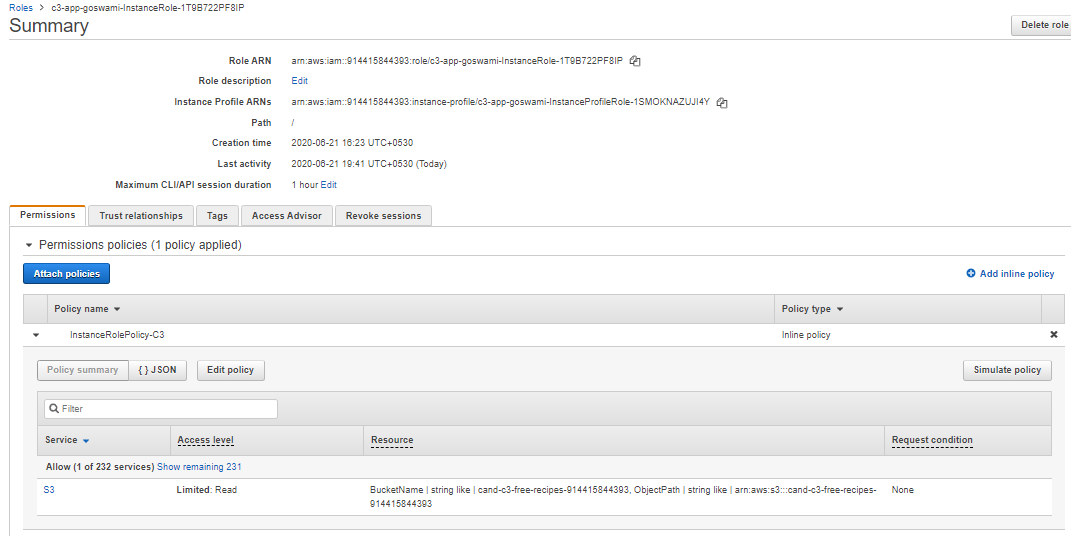 Roles > c3-app-goswami-InstanceRole-1T9B722PF8IP
Summary
Delete role
Role ARN arn:aws:iam::914415844393:role/c3-app-goswami-InstanceRole-1T9B722PF8IP
Role description Edit
Instance Profile ARNs arn:aws:iam::914415844393:instance-profile/c3-app-goswami-InstanceProfileRole-1SMOKNAZUJI4Y
Path /
Creation time 2020-06-21 16:23 UTC+0530
Last activity 2020-06-21 19:41 UTC+0530 (Today)
Maximum CLI/API session duration 1 hour Edit
Permissions Trust relationships Tags Access Advisor Revoke sessions
Permissions policies (1 policy applied)
Attach policies Add inline policy
Policy name Policy type
InstanceRolePolicy-C3 Inline policy
Policy summary { } JSON Edit policy Simulate policy
Filter
Service Access level Resource Request condition
Allow (1 of 232 services) Show remaining 231
S3 Limited: Read BucketName | string like | cand-c3-free-recipes-914415844393, ObjectPath | string like | arn:aws:s3:::cand-c3-free-recipes- None
914415844393